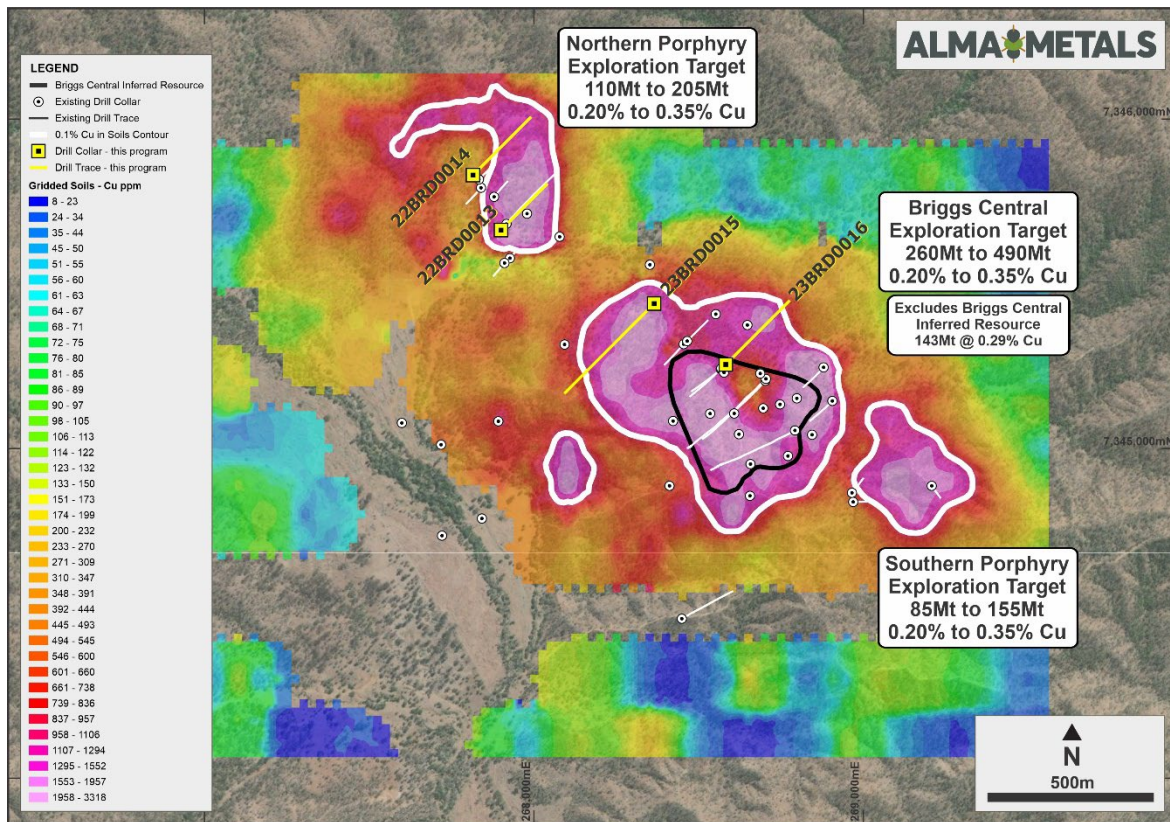 ALMA METALS
Northern Porphyry
Exploration Target
110Mt to 205Mt
0.20% to 0.35% Cu
LEGEND
Briggs Central Inferred Resource
Existing Drill Collar
Existing Drill Trace
0.1% Cu in Soils Contour
Drill Collar - this program
Drill Trace - this program
Gridded Soils - Cu ppm
8 - 23
24 - 34
35 - 44
45 - 50
51 - 55
56 - 60
61 - 63
64 - 67
68 - 71
72 - 75
76 - 80
81 - 85
86 - 89
90 - 97
98 - 105
106 - 113
114 - 122
123 - 132
133 - 150
151 - 173
174 - 199
200 - 232
233 - 270
271 - 309
310 - 347
348 - 391
392 - 444
445 - 493
494 - 545
546 - 600
601 - 660
661 - 738
739 - 836
837 - 957
958 - 1106
1107 - 1294
1295 - 1552
1553 - 1957
1958 - 3318
7,346,000mN
22BRD0014
22BRD0013
23BRD0015
23BRD0016
Briggs Central
Exploration Target
260Mt to 490Mt
0.20% to 0.35% Cu
Excludes Briggs Central
Inferred Resource
143Mt @ 0.29% Cu
7,345,000mN
Southern Porphyry
Exploration Target
85Mt to 155Mt
0.20% to 0.35% Cu
268,000mE
269,000mE
N
500m